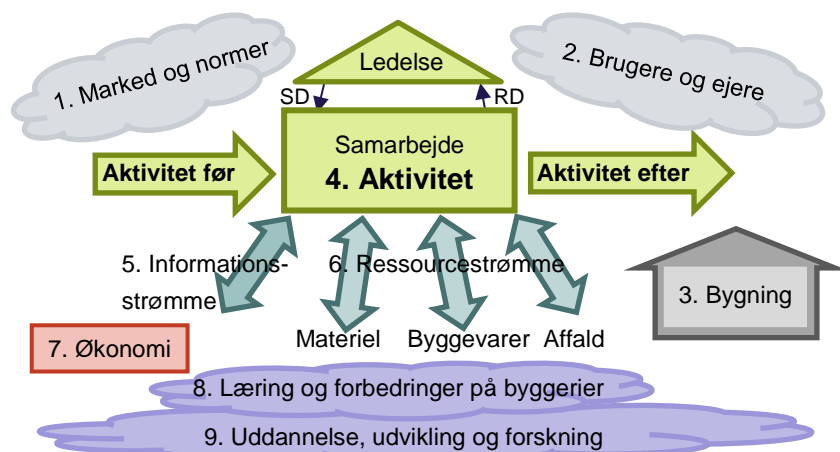 1. Marked og normer
Ledelse
2. Brugere og ejere
SD
RD
Aktivitet før
Samarbejde
4. Aktivitet
Aktivitet efter
5. Informations-
strømme
6. Ressourcestrømme
3. Bygning
7. Økonomi
Materiel
Byggevarer
Affald
8. Læring og forbedringer på byggerier
9. Uddannelse, udvikling og forskning